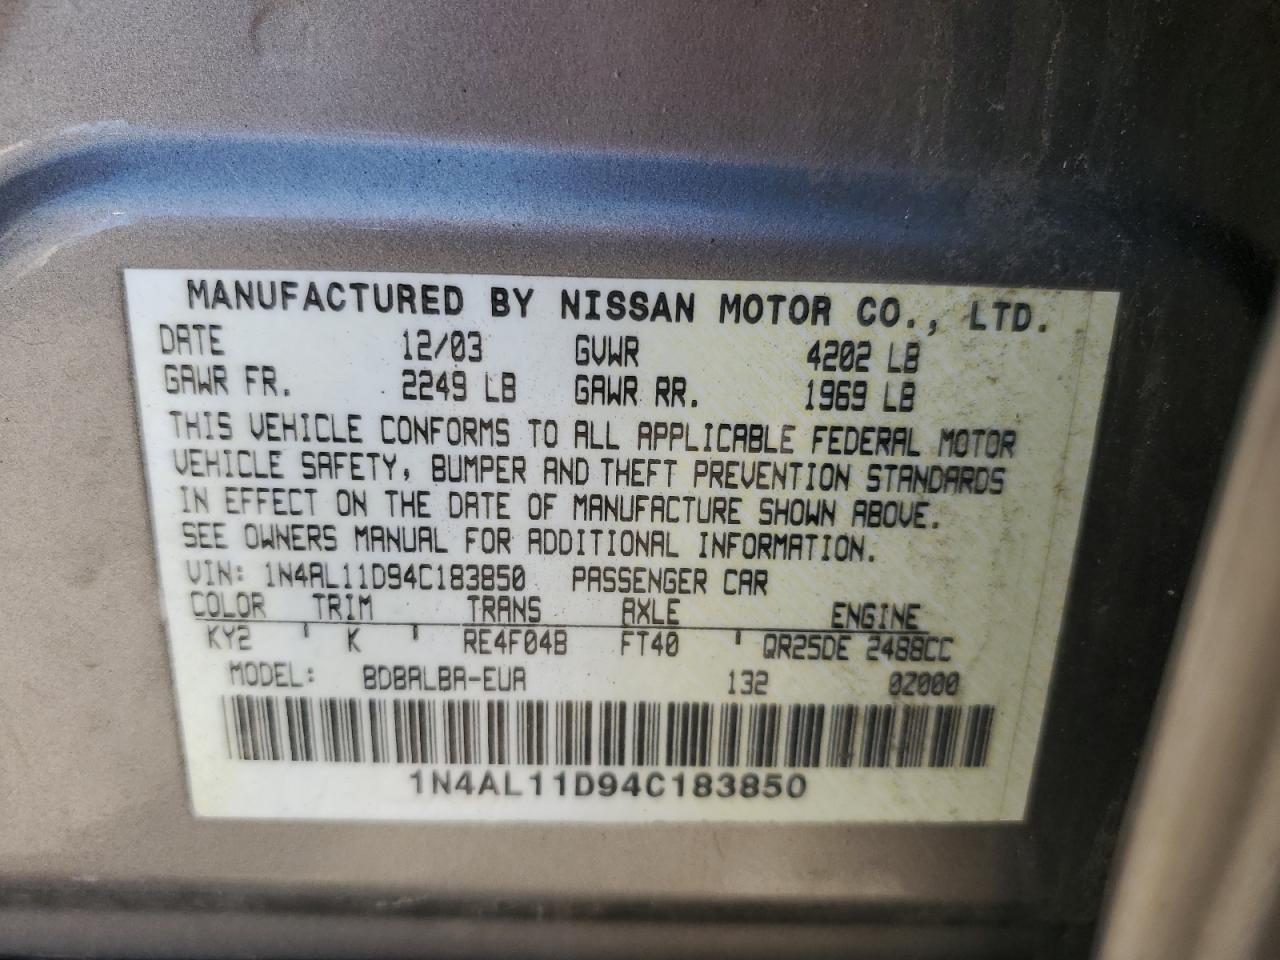 MANUFACTURED BY NISSAN MOTOR CO., LTD.
DATE 12/03 GVWR 4202 LB
GAWR FR. 2249 LB GAWR RR. 1969 LB
THIS VEHICLE CONFORMS TO ALL APPLICABLE FEDERAL MOTOR
VEHICLE SAFETY, BUMPER AND THEFT PREVENTION STANDARDS
IN EFFECT ON THE DATE OF MANUFACTURE SHOWN ABOVE.
SEE OWNERS MANUAL FOR ADDITIONAL INFORMATION.
VIN: 1N4AL11D94C183850 PASSENGER CAR
COLOR TRIM TRANS AXLE ENGINE
KY2 ' K ' RE4F04B FT40 ' QR25DE 2488CC
MODEL: BDBALBA-EUA 132 0Z000
1N4AL11D94C183850